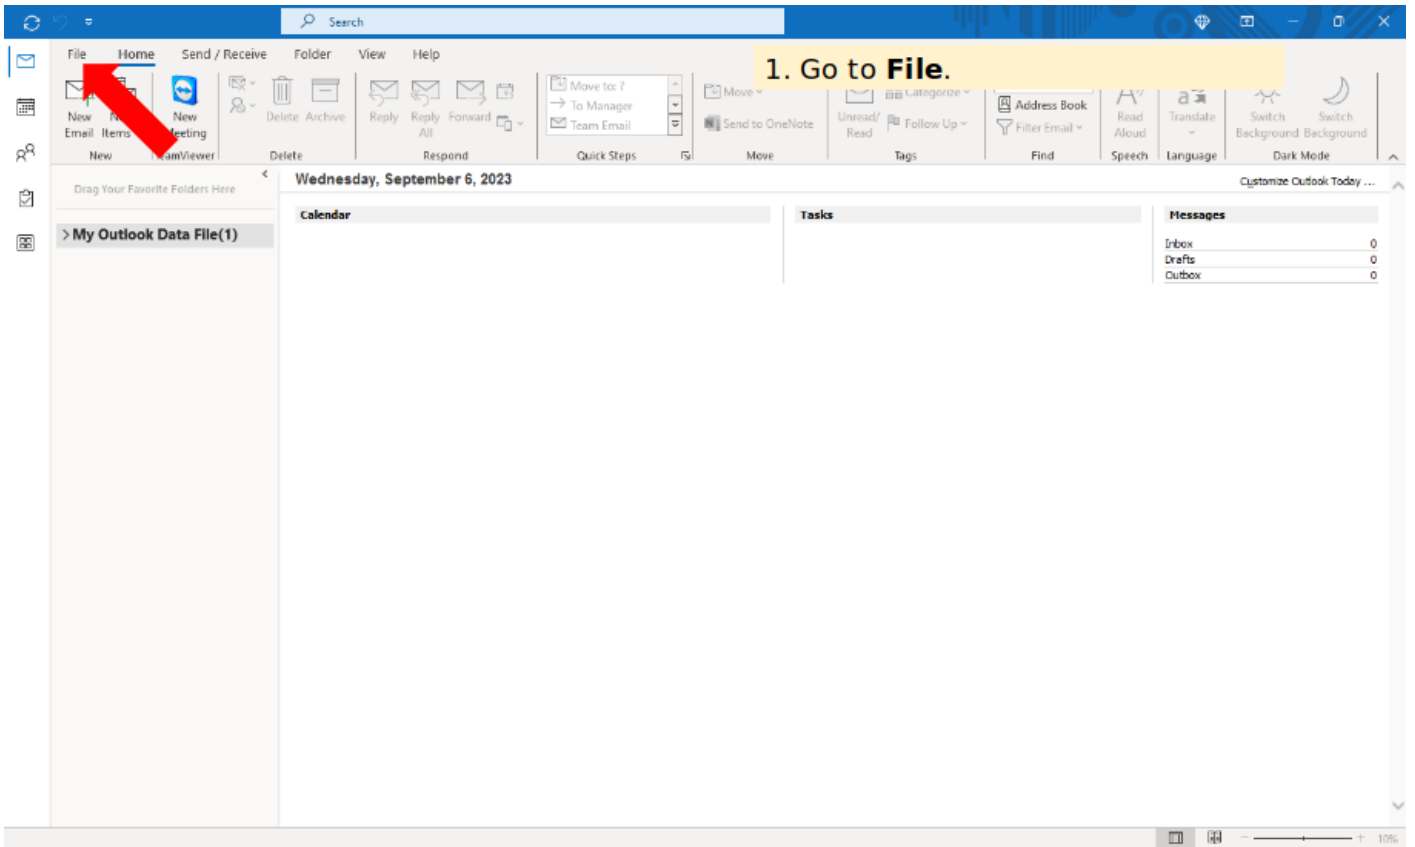 Search
File Home Send / Receive Folder View Help
1. Go to File.
New Email
Items
New Meeting
Delete Archive
Reply Reply All Forward
Move to: ?
To Manager
Team Email
Move
Send to OneNote
Unread/ Read
Categorize
Follow Up
Address Book
Filter Email
Read Aloud
Translate
Switch Background
Switch Background
New TeamViewer Delete Respond Quick Steps Move Tags Find Speech Language Dark Mode
Drag Your Favorite Folders Here
My Outlook Data File(1)
Wednesday, September 6, 2023
Customize Outlook Today ...
Calendar
Tasks
Messages
Inbox 0
Drafts 0
Outbox 0
10%